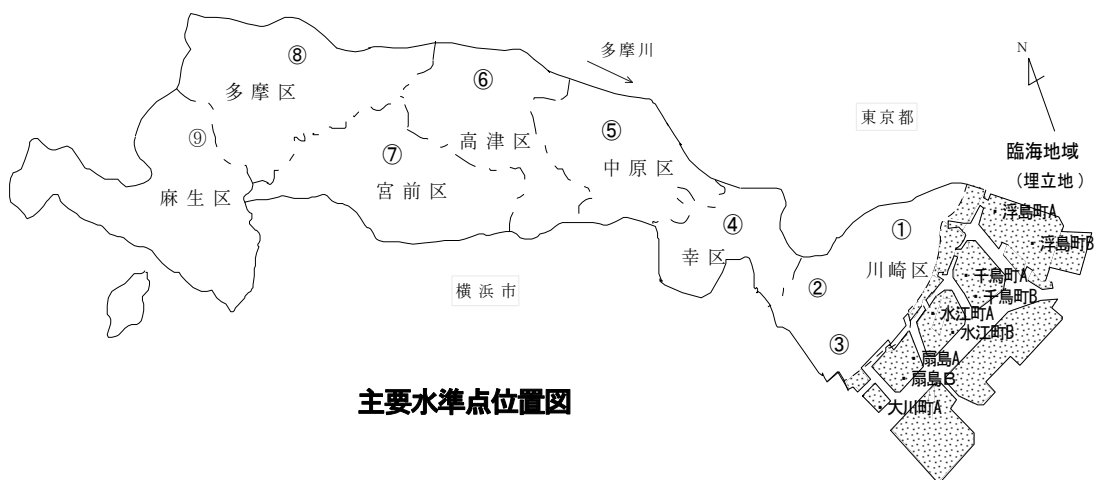 ⑧
多摩区
⑨
麻生区
⑥
高津区
⑦
宮前区
多摩川
⑤
中原区
④
幸区
東京都
N
臨海地域
（埋立地）
横浜市
①
川崎区
②
③
浮島町A
浮島町B
千鳥町A
千鳥町B
水江町A
水江町B
扇島A
扇島B
大川町A
主要水準点位置図